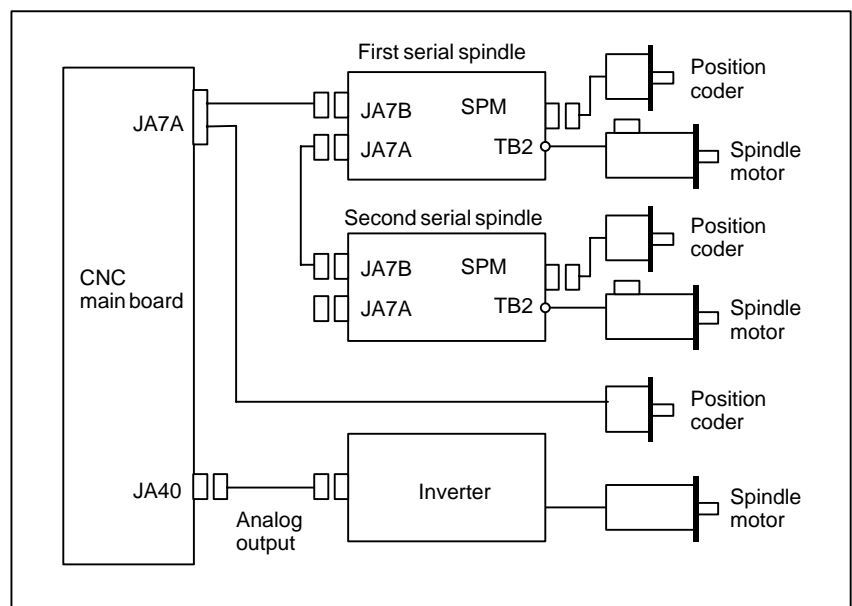 First serial spindle
Position
coder
JA7A
JA7B
SPM
JA7A
TB2
Spindle
motor
Second serial spindle
Position
coder
CNC
main board
JA7B
SPM
JA7A
TB2
Spindle
motor
Position
coder
JA40
Analog
output
Inverter
Spindle
motor